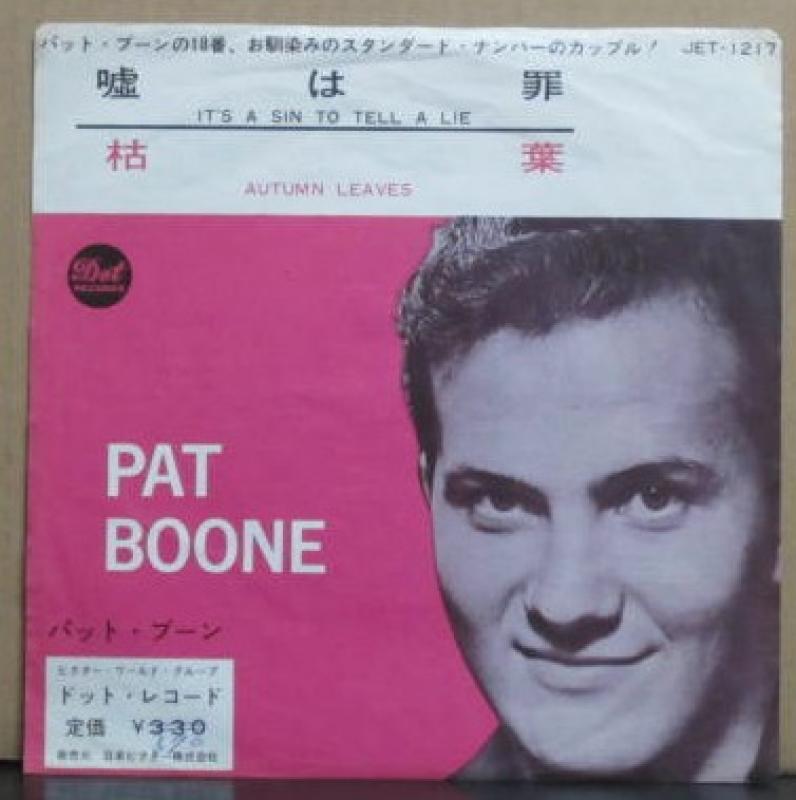 パット・ブーンの18番、お馴染みのスタンダード・ナンバーのカップル！ JET-1217
嘘は罪
IT'S A SIN TO TELL A LIE
枯葉
AUTUMN LEAVES
Dot
RECORDS
PAT
BOONE
パット・ブーン
ビクター・ワールド・グループ
ドット・レコード
定価 ¥330
発売元 日本ビクター株式会社